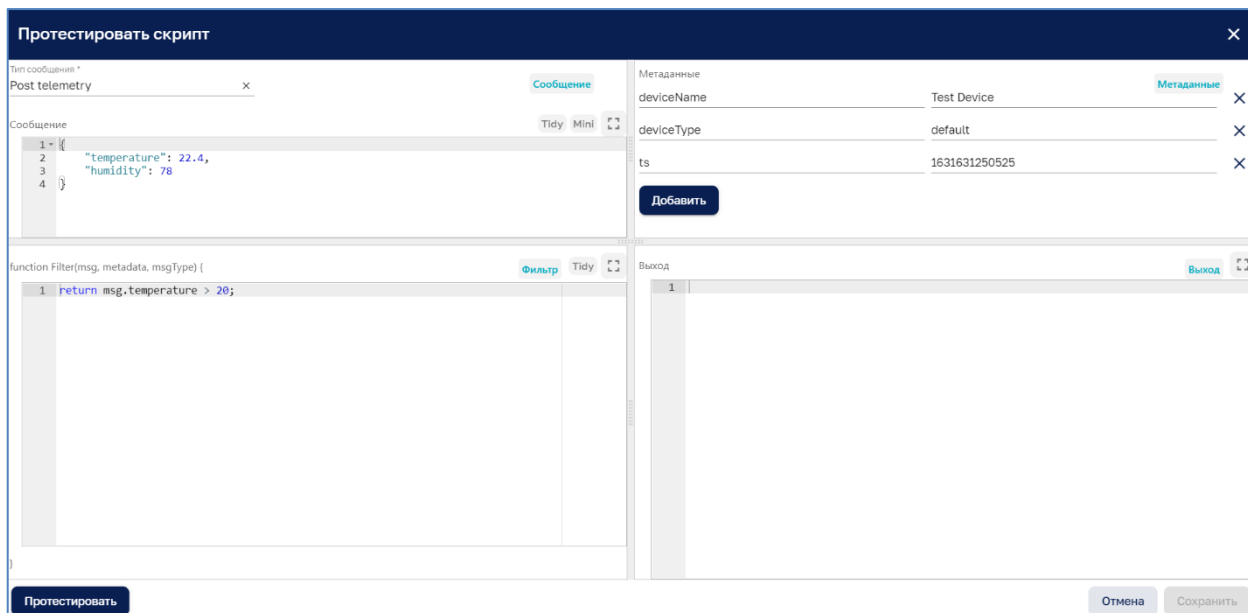 Протестировать скрипт
Тип сообщения *
Post telemetry
Сообщение
Сообщение
Tidy Mini
1 {
2 "temperature": 22.4,
3 "humidity": 78
4 }
Метаданные
Метаданные
deviceName Test Device
deviceType default
ts 1631631250525
Добавить
function Filter(msg, metadata, msgType) {
Фильтр Tidy
1 return msg.temperature > 20;
}
Выход
Выход
1
Протестировать
Отмена Сохранить